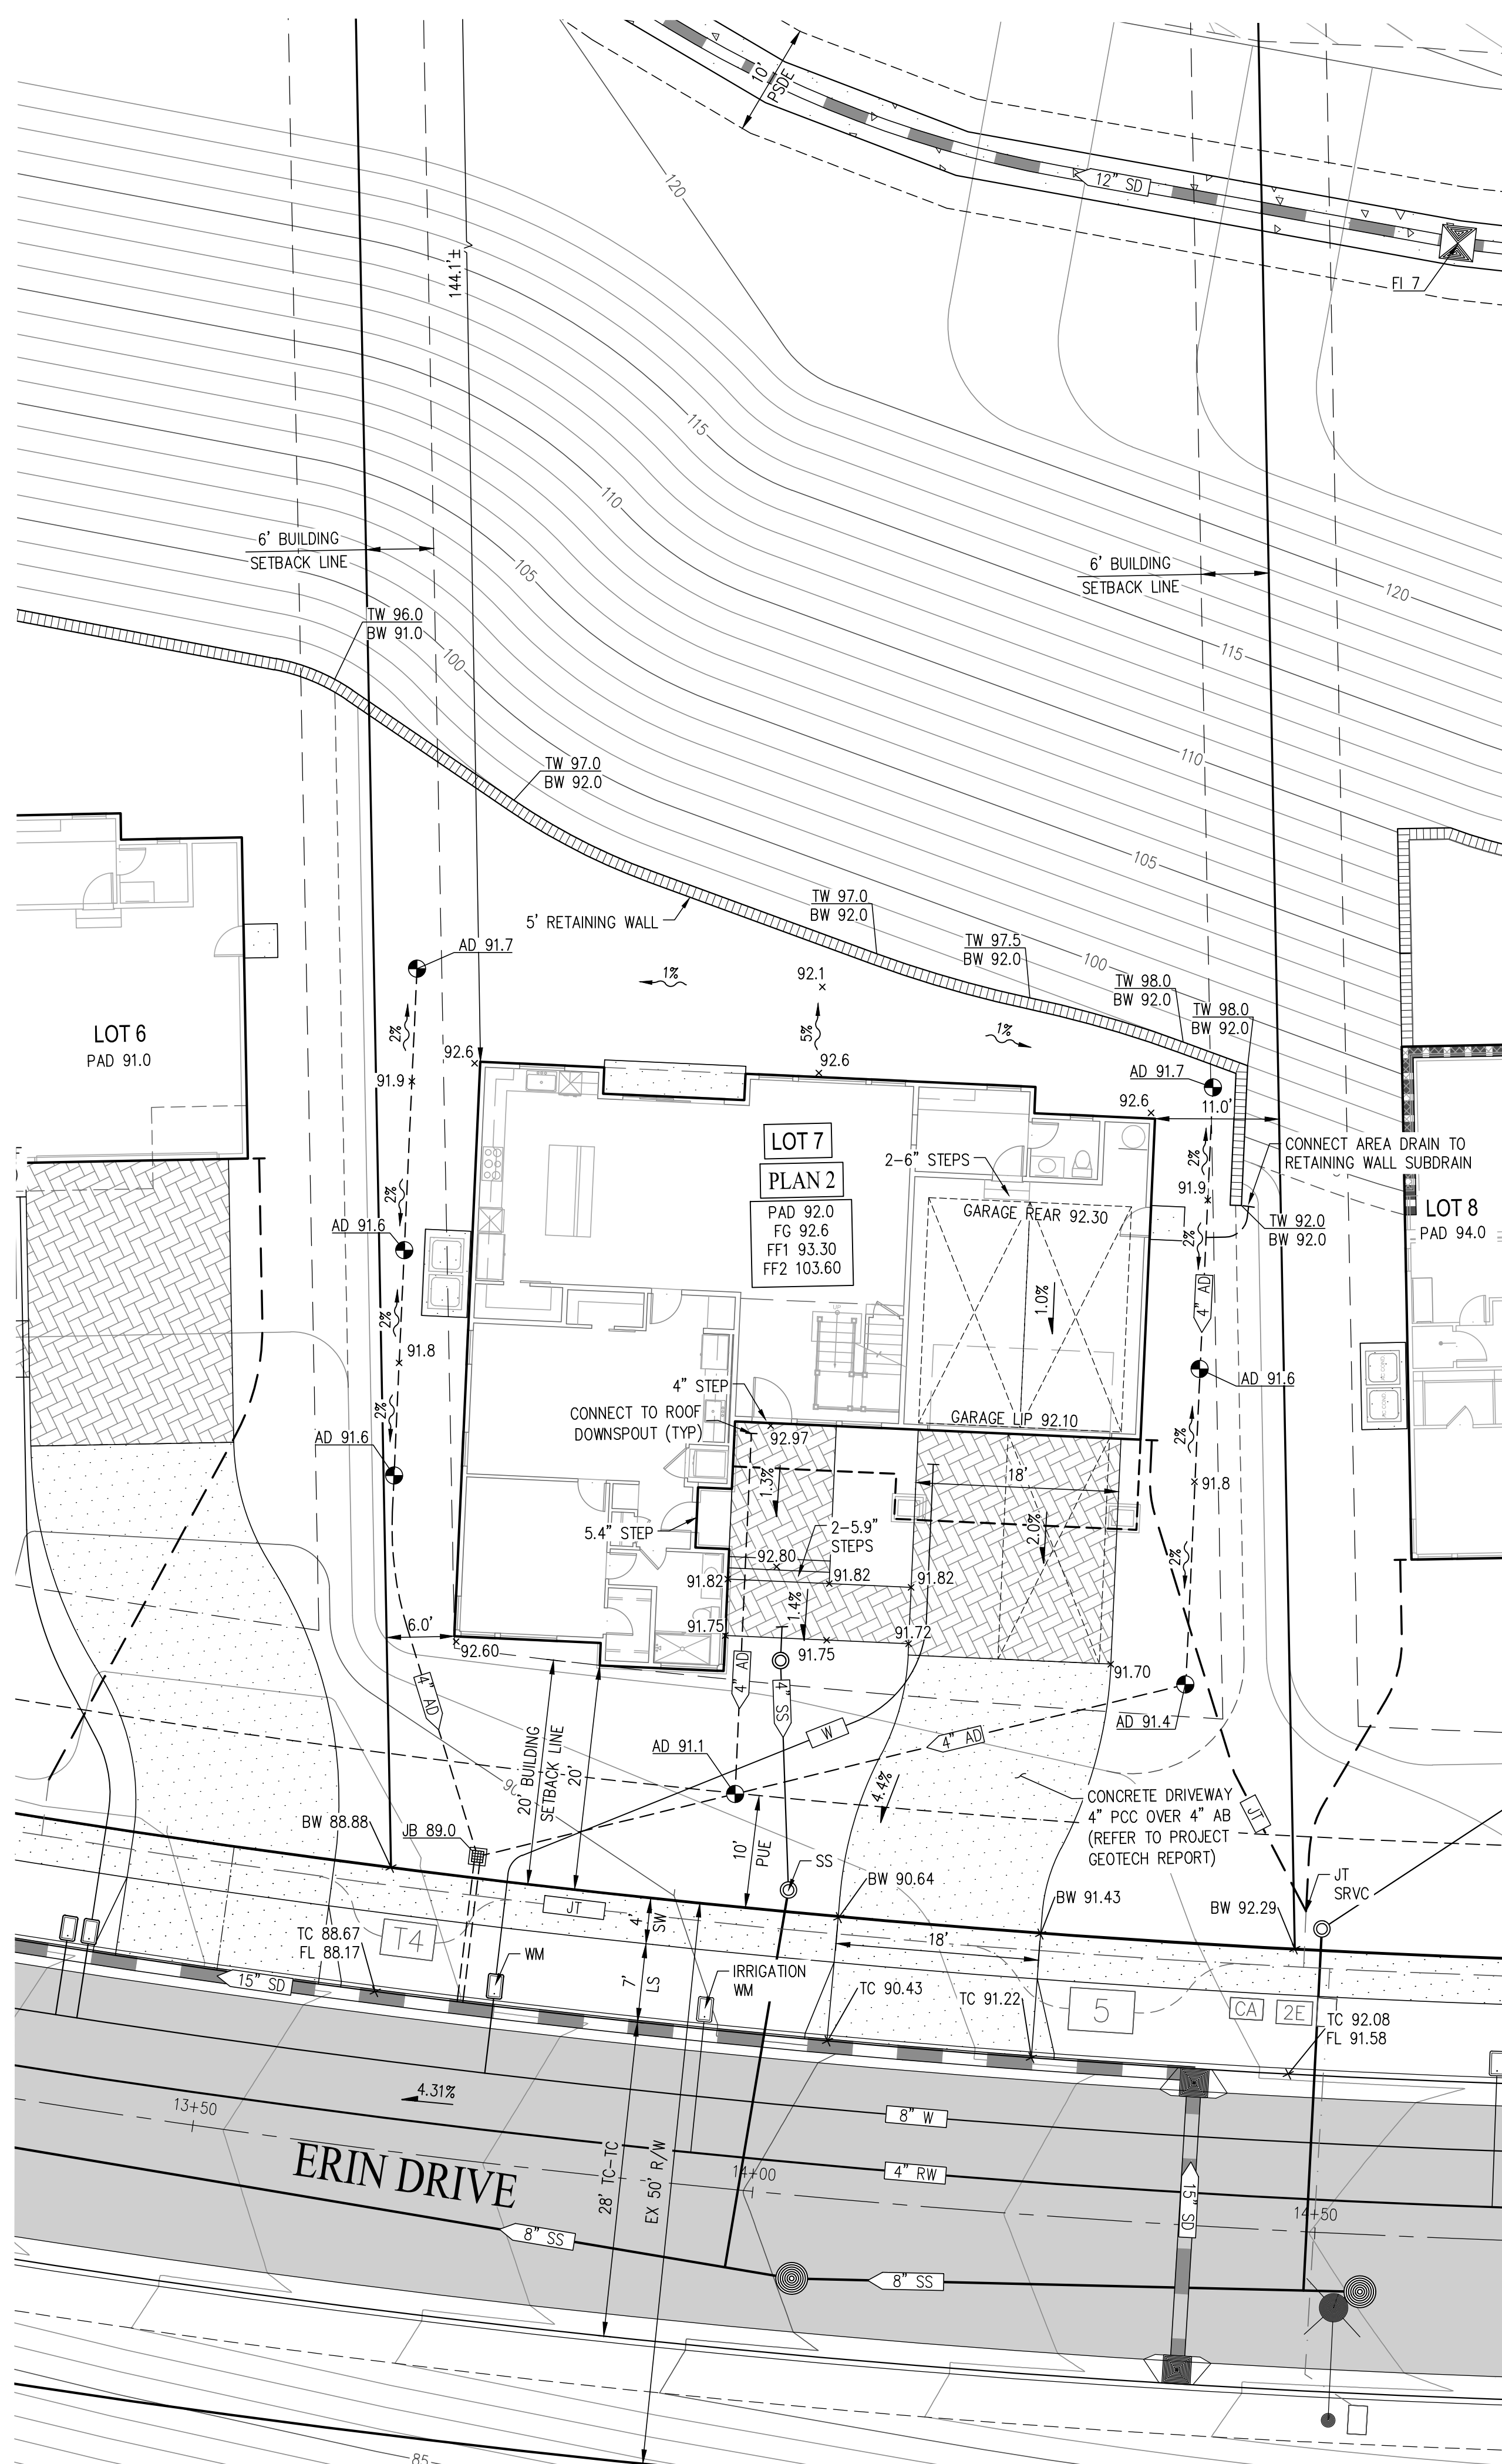 10'
PSDE
120
12" SD
FI 7
144.1'±
115
110
105
6' BUILDING
SETBACK LINE
6' BUILDING
SETBACK LINE
120
115
110
105
100
TW 96.0
BW 91.0
100
TW 97.0
BW 92.0
5' RETAINING WALL
TW 97.0
BW 92.0
TW 97.5
BW 92.0
TW 98.0
BW 92.0
TW 98.0
BW 92.0
AD 91.7
1%
92.1
5%
1%
LOT 6
PAD 91.0
2%
92.6
91.9
92.6
AD 91.7
92.6
11.0'
CONNECT AREA DRAIN TO
RETAINING WALL SUBDRAIN
LOT 7
PLAN 2
PAD 92.0
FG 92.6
FF1 93.30
FF2 103.60
2-6" STEPS
GARAGE REAR 92.30
2%
91.9
TW 92.0
BW 92.0
2%
LOT 8
PAD 94.0
2%
AD 91.6
2%
91.8
1.0%
4" AD
AD 91.6
UP
4" STEP
CONNECT TO ROOF
DOWNSPOUT (TYP)
GARAGE LIP 92.10
2%
AD 91.6
92.97
1.3%
18'
2%
91.8
5.4" STEP
2-5.9"
STEPS
2.0%
92.80
91.82
91.82
91.82
2%
1.4%
6.0'
92.60
91.75
91.75
91.72
91.70
4" AD
4" AD
4" SS
W
4" AD
AD 91.4
20' BUILDING
SETBACK LINE
20'
AD 91.1
90
4.4%
CONCRETE DRIVEWAY
4" PCC OVER 4" AB
(REFER TO PROJECT
GEOTECH REPORT)
JT
BW 88.88
JB 89.0
10'
PUE
SS
BW 90.64
BW 91.43
BW 92.29
JT
SRVC
JT
4'
SW
T4
TC 88.67
FL 88.17
WM
7'
LS
IRRIGATION
WM
18'
TC 90.43
TC 91.22
5
CA
2E
TC 92.08
FL 91.58
15" SD
4.31%
13+50
8" W
ERIN DRIVE
28' TC-TC
EX 50' R/W
14+00
4" RW
15" SD
14+50
8" SS
8" SS
85